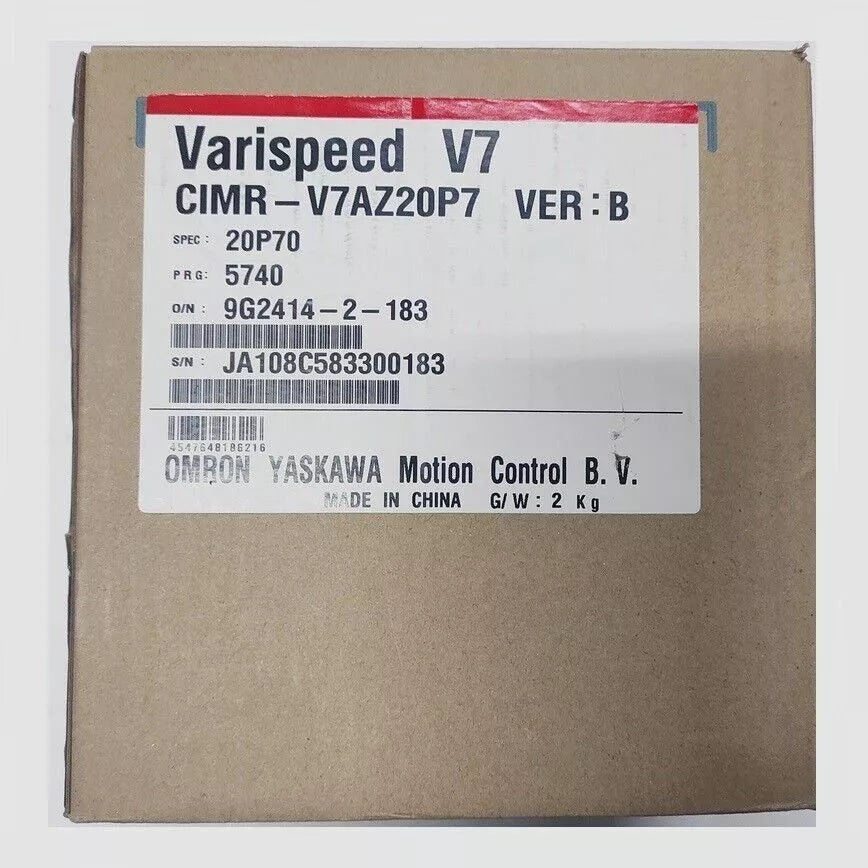 Varispeed V7
CIMR-V7AZ20P7 VER:B
SPEC: 20P70
PRG: 5740
O/N: 9G2414-2-183
S/N: JA108C583300183
4547648186216
OMRON YASKAWA Motion Control B.V.
MADE IN CHINA G/W: 2 Kg